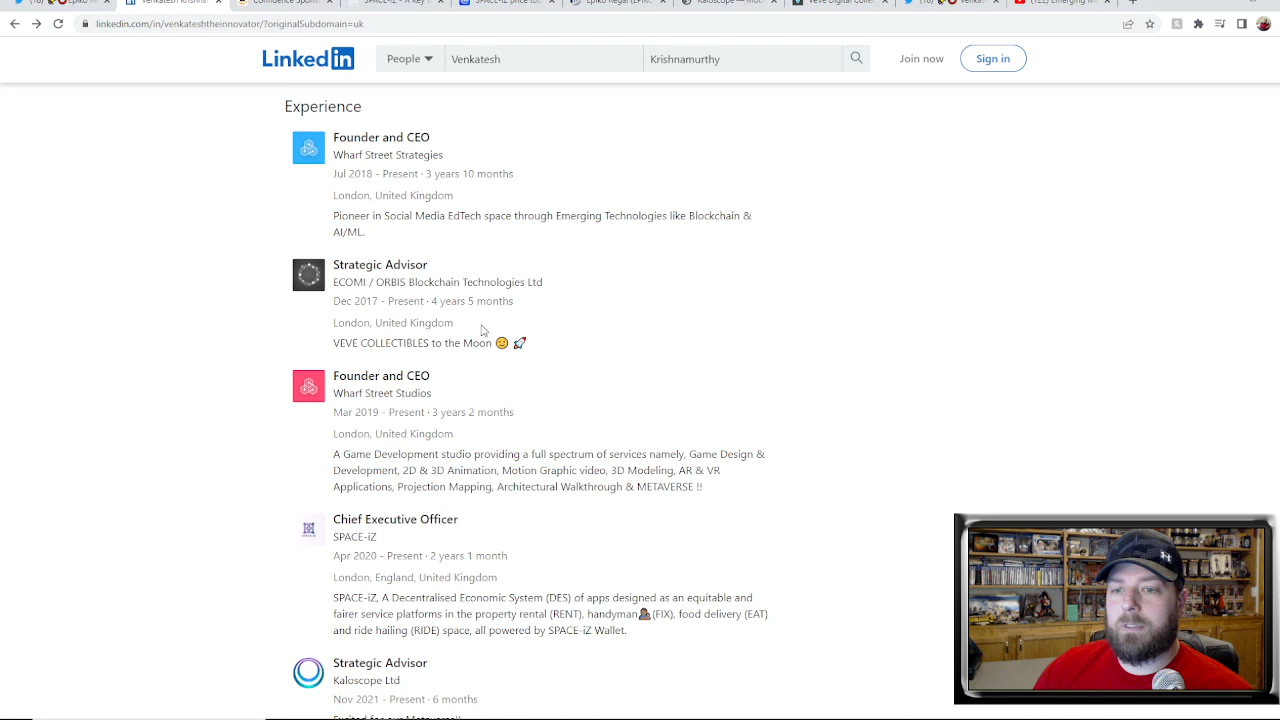 linkedin.com/in/venkateshtheinnovator/?originalSubdomain=uk
Linked in People Venkatesh Krishnamurthy Join now Sign in
Experience
Founder and CEO
Wharf Street Strategies
Jul 2018 - Present · 3 years 10 months
London, United Kingdom
Pioneer in Social Media EdTech space through Emerging Technologies like Blockchain &
AI/ML.
Strategic Advisor
ECOMI / ORBIS Blockchain Technologies Ltd
Dec 2017 - Present · 4 years 5 months
London, United Kingdom
VEVE COLLECTIBLES to the Moon 😉 🚀
Founder and CEO
Wharf Street Studios
Mar 2019 - Present · 3 years 2 months
London, United Kingdom
A Game Development studio providing a full spectrum of services namely, Game Design &
Development, 2D & 3D Animation, Motion Graphic video, 3D Modeling, AR & VR
Applications, Projection Mapping, Architectural Walkthrough & METAVERSE !!
Chief Executive Officer
SPACE-iZ
Apr 2020 - Present · 2 years 1 month
London, England, United Kingdom
SPACE-iZ, A Decentralised Economic System (DES) of apps designed as an equitable and
fairer service platforms in the property rental (RENT), handyman (FIX), food delivery (EAT)
and ride hailing (RIDE) space, all powered by SPACE-iZ Wallet.
Strategic Advisor
Kaloscope Ltd
Nov 2021 - Present · 6 months
Excited for our Metaverse!!